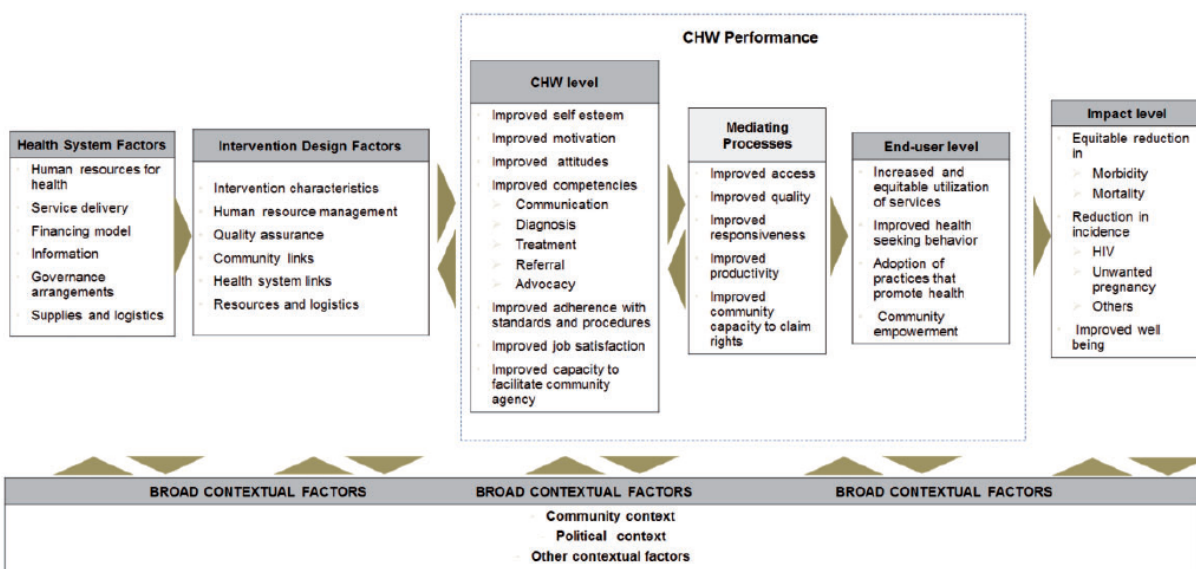 CHW Performance
Health System Factors
Human resources for
health
Service delivery
Financing model
Information
Governance
arrangements
Supplies and logistics
Intervention Design Factors
Intervention characteristics
Human resource management
Quality assurance
Community links
Health system links
Resources and logistics
CHW level
Improved self esteem
Improved motivation
Improved attitudes
Improved competencies
Communication
Diagnosis
Treatment
Referral
Advocacy
Improved adherence with
standards and procedures
Improved job satisfaction
Improved capacity to
facilitate community
agency
Mediating
Processes
Improved access
Improved quality
Improved
responsiveness
Improved
productivity
Improved
community
capacity to claim
rights
End-user level
Increased and
equitable utilization
of services
Improved health
seeking behavior
Adoption of
practices that
promote health
Community
empowerment
Impact level
Equitable reduction
in
Morbidity
Mortality
Reduction in
incidence
HIV
Unwanted
pregnancy
Others
Improved well
being
BROAD CONTEXTUAL FACTORS BROAD CONTEXTUAL FACTORS BROAD CONTEXTUAL FACTORS
Community context
Political context
Other contextual factors